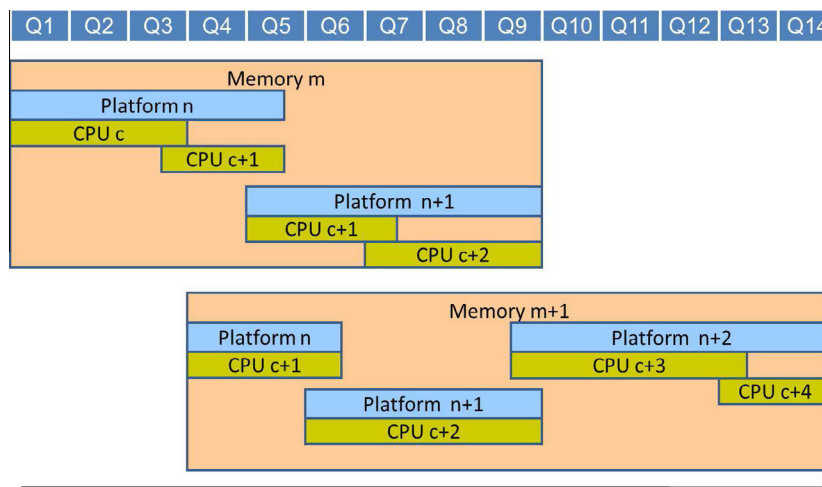 Q1 Q2 Q3 Q4 Q5 Q6 Q7 Q8 Q9 Q10 Q11 Q12 Q13 Q14
Memory m
Platform n
CPU c
CPU c+1
Platform n+1
CPU c+1
CPU c+2
Memory m+1
Platform n Platform n+2
CPU c+1 CPU c+3
CPU c+4
Platform n+1
CPU c+2